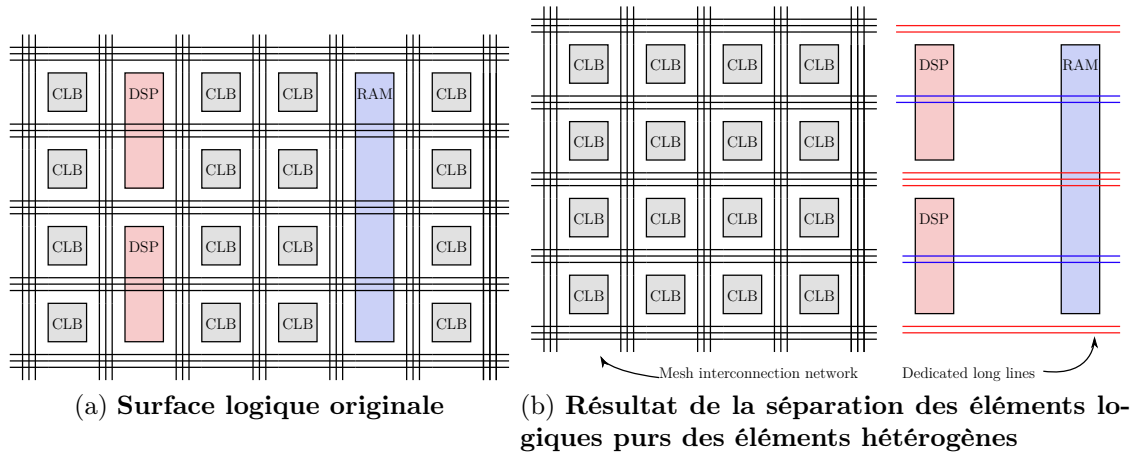 CLB DSP CLB CLB RAM CLB
CLB CLB CLB CLB
CLB DSP CLB CLB CLB
CLB CLB CLB CLB
(a) Surface logique originale
CLB CLB CLB CLB DSP RAM
CLB CLB CLB CLB
CLB CLB CLB CLB DSP
CLB CLB CLB CLB
Mesh interconnection network
Dedicated long lines
(b) Résultat de la séparation des éléments lo-
giques purs des éléments hétérogènes